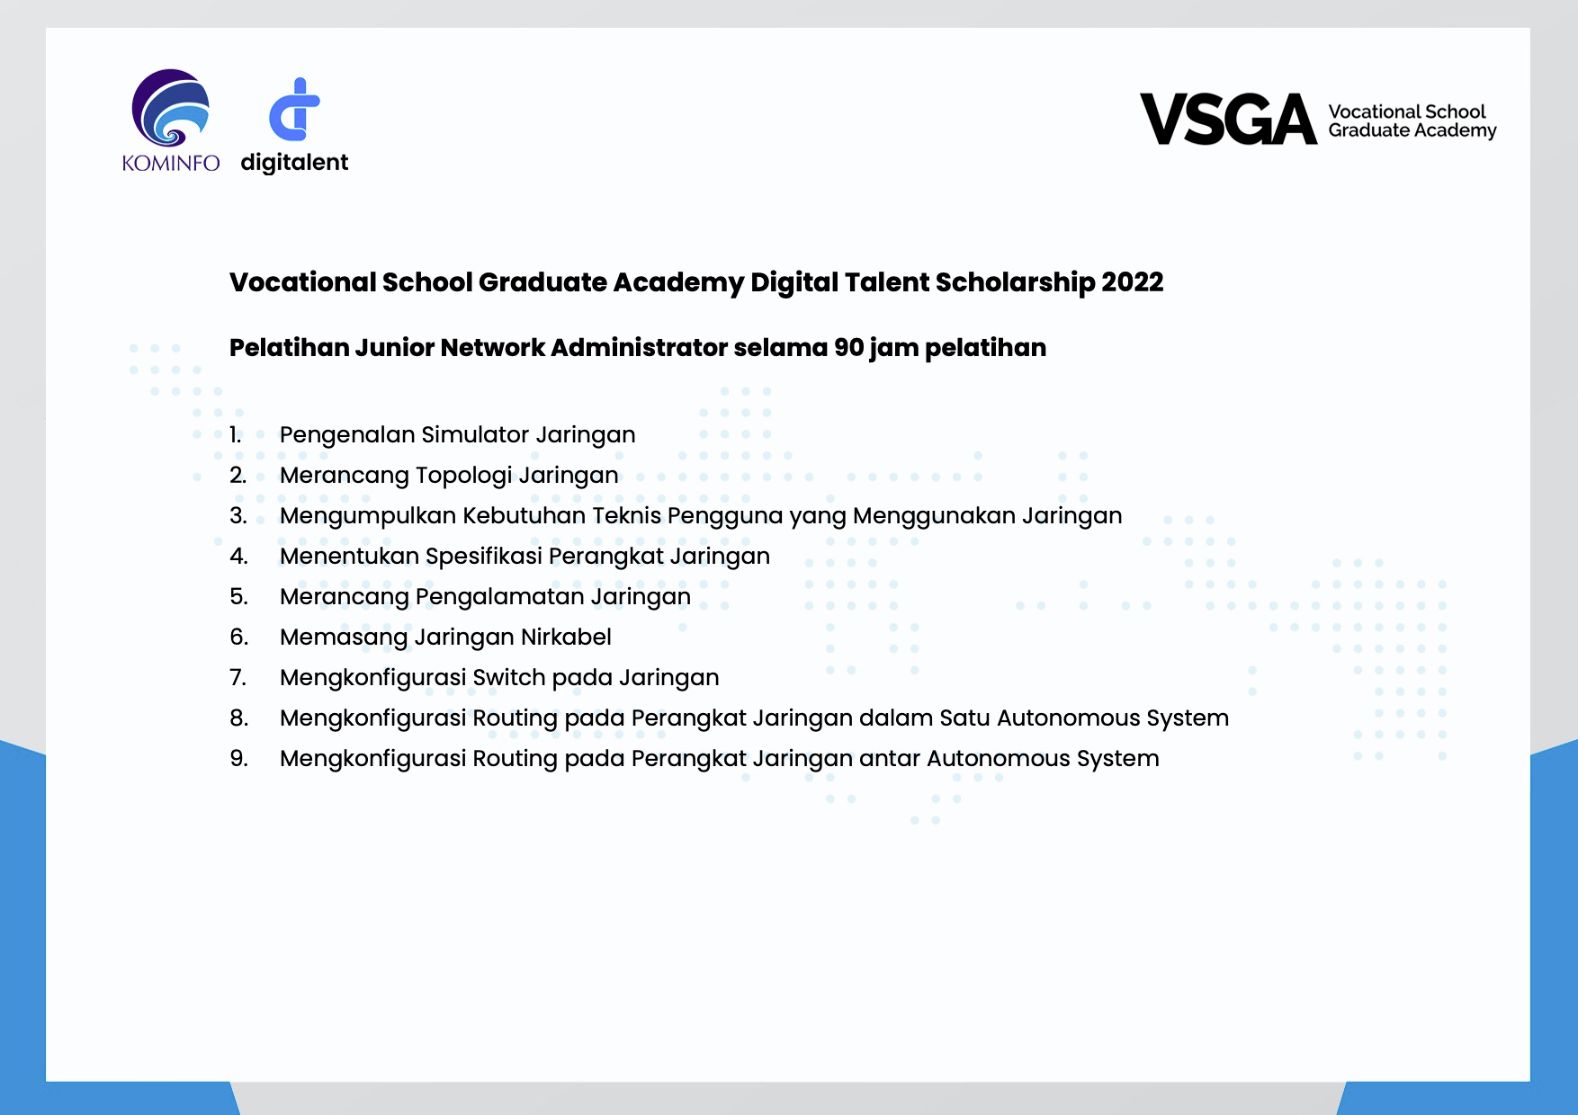 KOMINFO
digitalent
VSGA
Vocational School
Graduate Academy
Vocational School Graduate Academy Digital Talent Scholarship 2022
Pelatihan Junior Network Administrator selama 90 jam pelatihan
1. Pengenalan Simulator Jaringan
2. Merancang Topologi Jaringan
3. Mengumpulkan Kebutuhan Teknis Pengguna yang Menggunakan Jaringan
4. Menentukan Spesifikasi Perangkat Jaringan
5. Merancang Pengalamatan Jaringan
6. Memasang Jaringan Nirkabel
7. Mengkonfigurasi Switch pada Jaringan
8. Mengkonfigurasi Routing pada Perangkat Jaringan dalam Satu Autonomous System
9. Mengkonfigurasi Routing pada Perangkat Jaringan antar Autonomous System